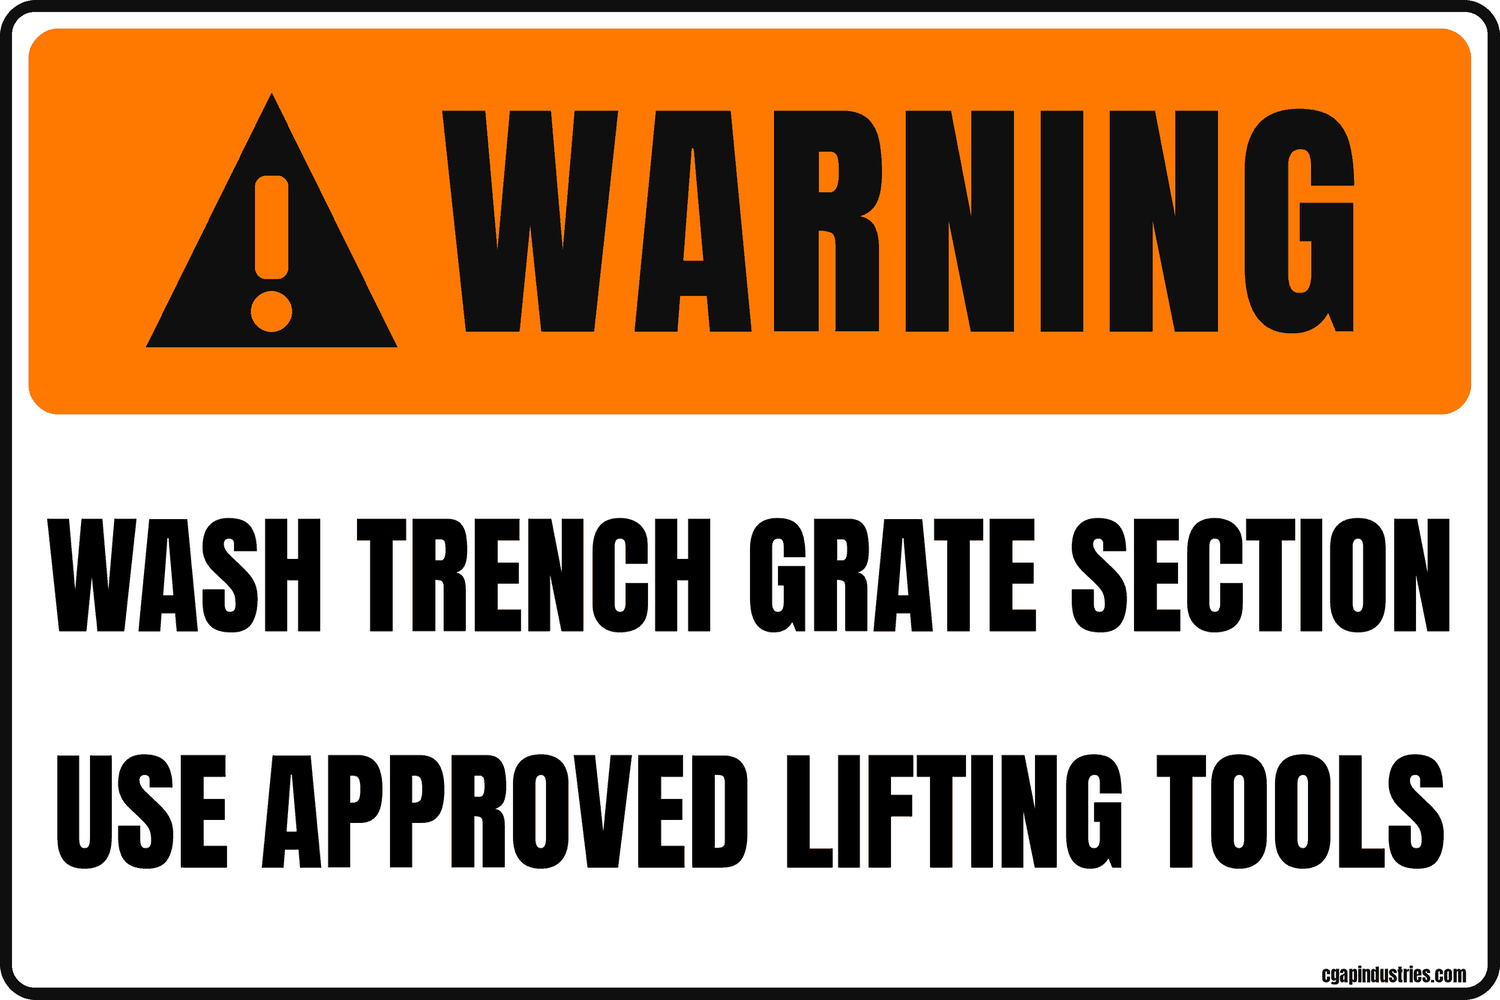 WARNING
WASH TRENCH GRATE SECTION
USE APPROVED LIFTING TOOLS
cgapindustries.com